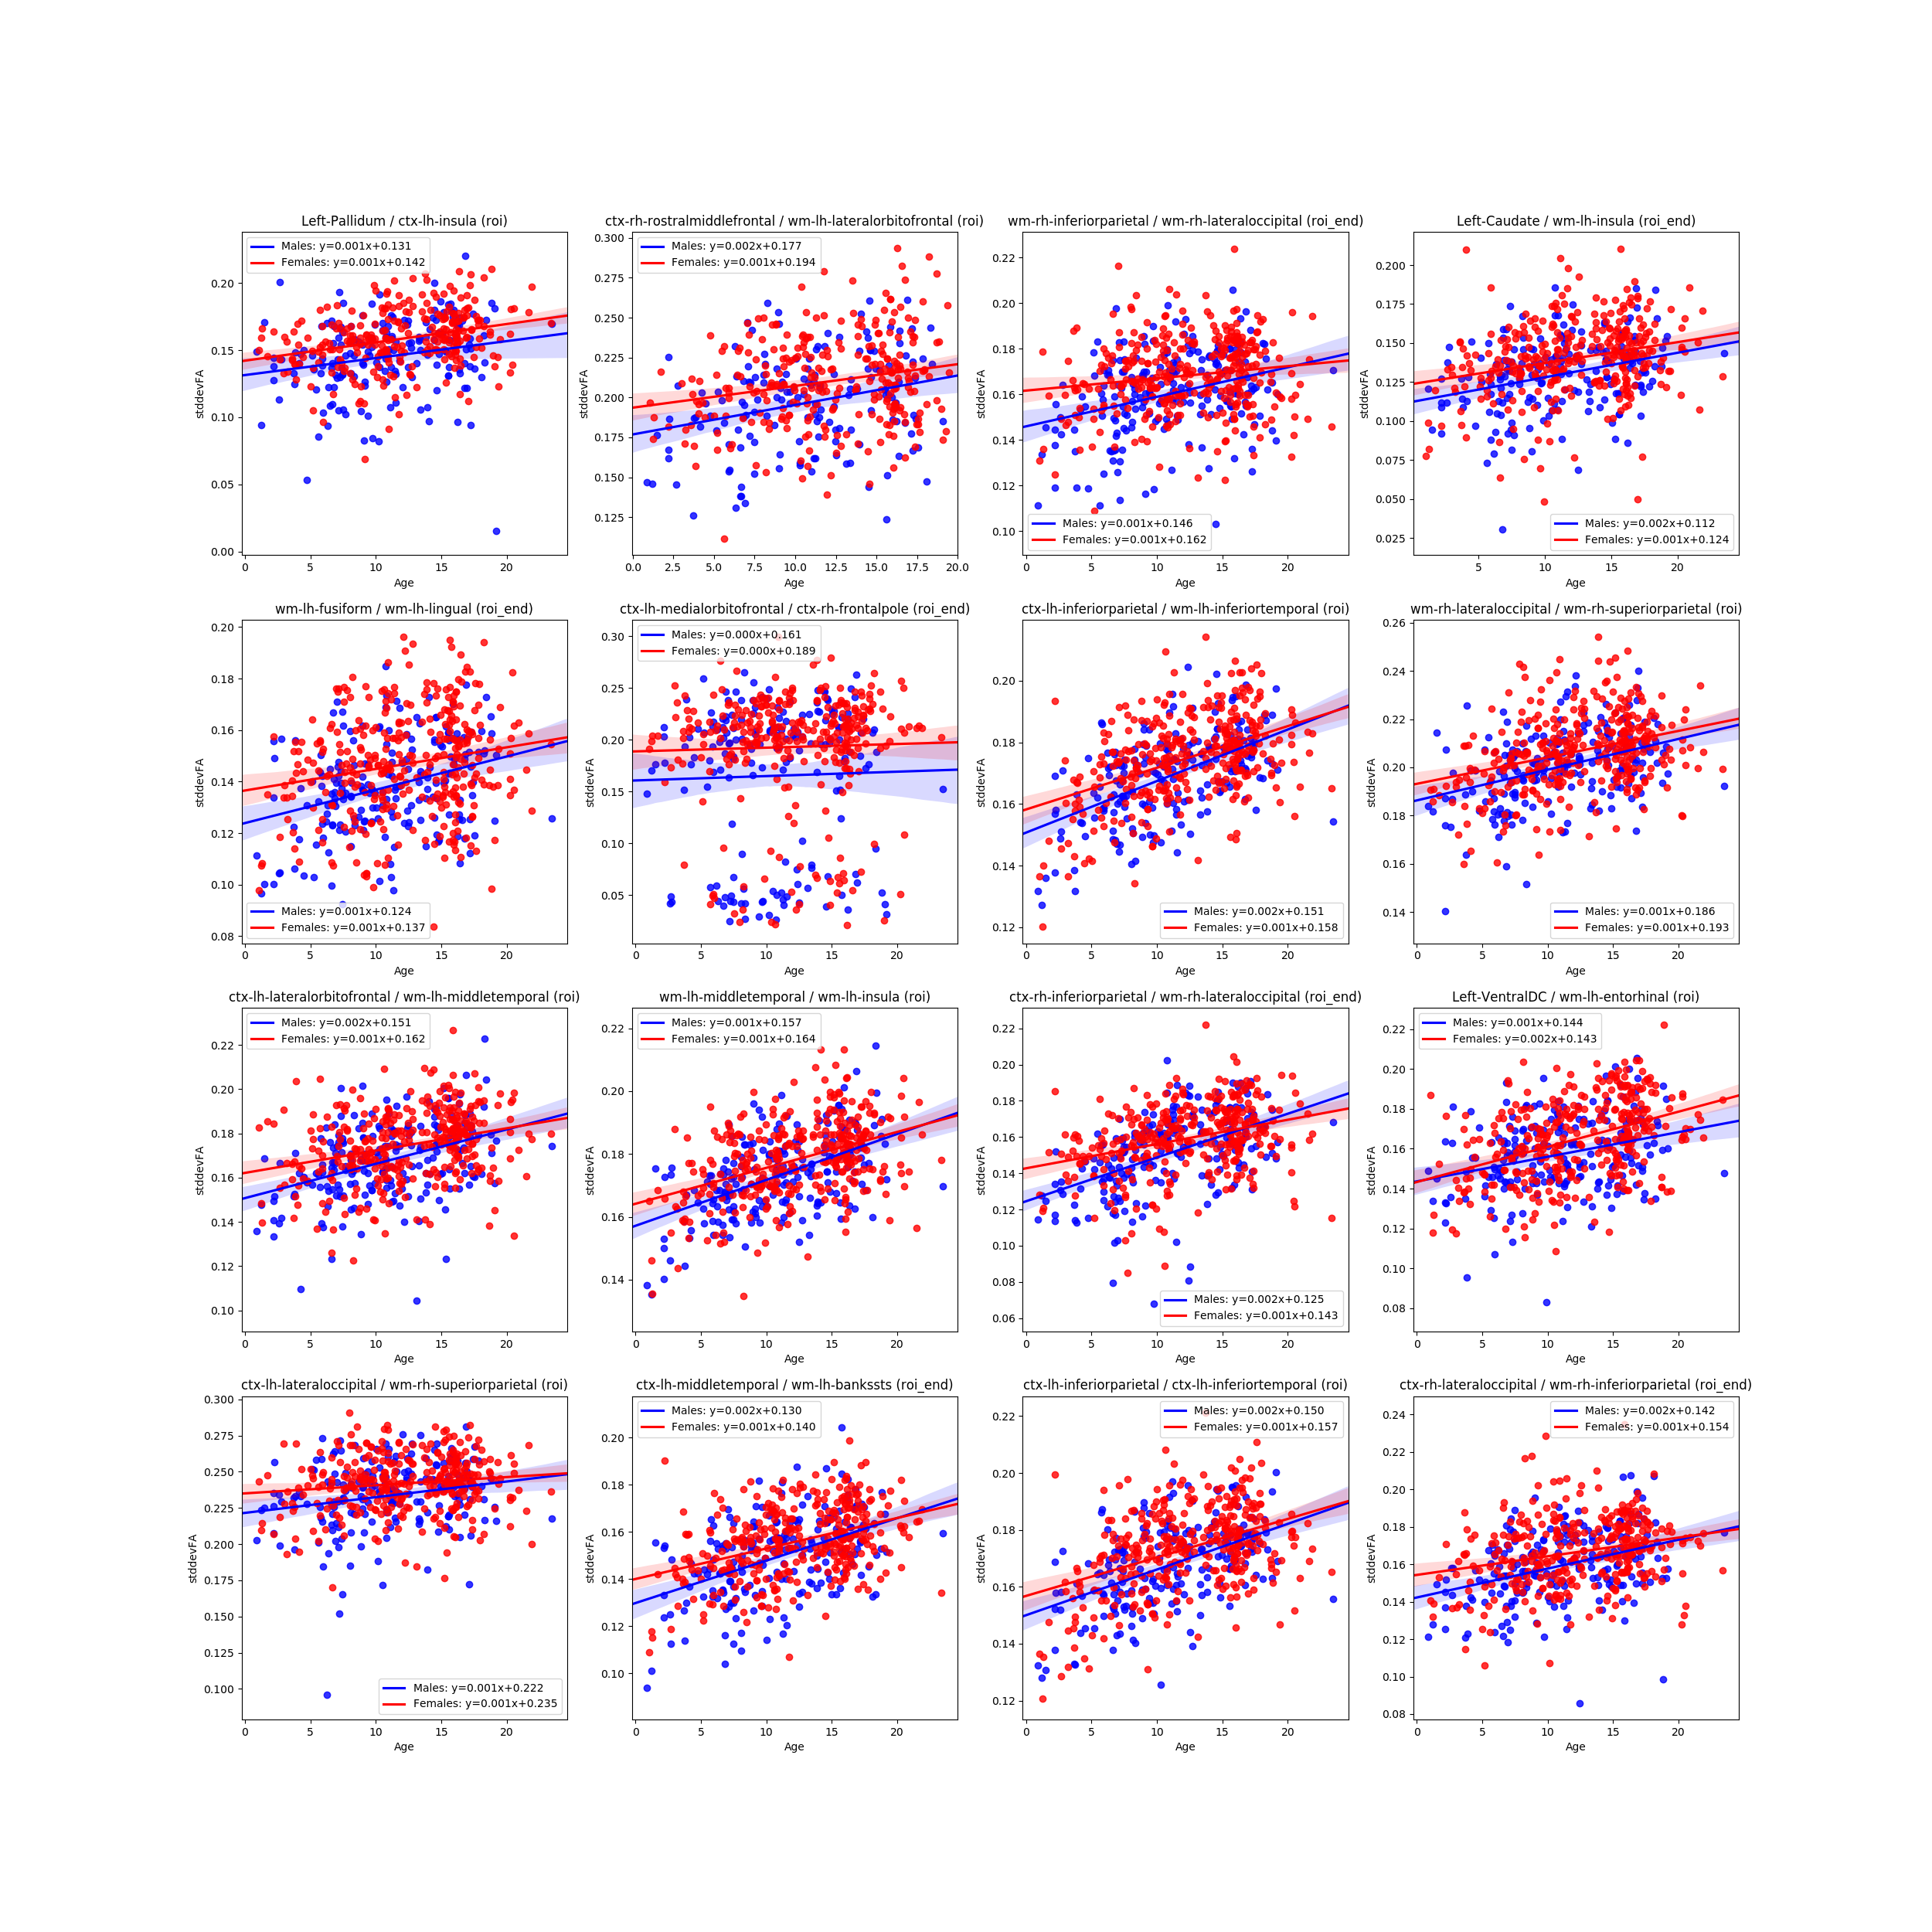 Left-Pallidum / ctx-lh-insula (roi)
Males: y=0.001x+0.131
Females: y=0.001x+0.142
stddevFA
0.20
0.15
0.10
0.05
0.00
0 5 10 15 20
Age
ctx-rh-rostralmiddlefrontal / wm-lh-lateralorbitofrontal (roi)
Males: y=0.002x+0.177
Females: y=0.001x+0.194
stddevFA
0.300
0.275
0.250
0.225
0.200
0.175
0.150
0.125
0.0 2.5 5.0 7.5 10.0 12.5 15.0 17.5 20.0
Age
wm-rh-inferiorparietal / wm-rh-lateraloccipital (roi_end)
stddevFA
0.22
0.20
0.18
0.16
0.14
0.12
0.10
Males: y=0.001x+0.146
Females: y=0.001x+0.162
0 5 10 15 20
Age
Left-Caudate / wm-lh-insula (roi_end)
stddevFA
0.200
0.175
0.150
0.125
0.100
0.075
0.050
0.025
Males: y=0.002x+0.112
Females: y=0.001x+0.124
5 10 15 20
Age
wm-lh-fusiform / wm-lh-lingual (roi_end)
stddevFA
0.20
0.18
0.16
0.14
0.12
0.10
0.08
Males: y=0.001x+0.124
Females: y=0.001x+0.137
0 5 10 15 20
Age
ctx-lh-medialorbitofrontal / ctx-rh-frontalpole (roi_end)
Males: y=0.000x+0.161
Females: y=0.000x+0.189
stddevFA
0.30
0.25
0.20
0.15
0.10
0.05
0 5 10 15 20
Age
ctx-lh-inferiorparietal / wm-lh-inferiortemporal (roi)
stddevFA
0.20
0.18
0.16
0.14
0.12
Males: y=0.002x+0.151
Females: y=0.001x+0.158
0 5 10 15 20
Age
wm-rh-lateraloccipital / wm-rh-superiorparietal (roi)
stddevFA
0.26
0.24
0.22
0.20
0.18
0.16
0.14
Males: y=0.001x+0.186
Females: y=0.001x+0.193
0 5 10 15 20
Age
ctx-lh-lateralorbitofrontal / wm-lh-middletemporal (roi)
Males: y=0.002x+0.151
Females: y=0.001x+0.162
stddevFA
0.22
0.20
0.18
0.16
0.14
0.12
0.10
0 5 10 15 20
Age
wm-lh-middletemporal / wm-lh-insula (roi)
Males: y=0.001x+0.157
Females: y=0.001x+0.164
stddevFA
0.22
0.20
0.18
0.16
0.14
0 5 10 15 20
Age
ctx-rh-inferiorparietal / wm-rh-lateraloccipital (roi_end)
stddevFA
0.22
0.20
0.18
0.16
0.14
0.12
0.10
0.08
0.06
Males: y=0.002x+0.125
Females: y=0.001x+0.143
0 5 10 15 20
Age
Left-VentralDC / wm-lh-entorhinal (roi)
Males: y=0.001x+0.144
Females: y=0.002x+0.143
stddevFA
0.22
0.20
0.18
0.16
0.14
0.12
0.10
0.08
0 5 10 15 20
Age
ctx-lh-lateraloccipital / wm-rh-superiorparietal (roi)
stddevFA
0.300
0.275
0.250
0.225
0.200
0.175
0.150
0.125
0.100
Males: y=0.001x+0.222
Females: y=0.001x+0.235
0 5 10 15 20
Age
ctx-lh-middletemporal / wm-lh-bankssts (roi_end)
Males: y=0.002x+0.130
Females: y=0.001x+0.140
stddevFA
0.20
0.18
0.16
0.14
0.12
0.10
0 5 10 15 20
Age
ctx-lh-inferiorparietal / ctx-lh-inferiortemporal (roi)
Males: y=0.002x+0.150
Females: y=0.001x+0.157
stddevFA
0.22
0.20
0.18
0.16
0.14
0.12
0 5 10 15 20
Age
ctx-rh-lateraloccipital / wm-rh-inferiorparietal (roi_end)
Males: y=0.002x+0.142
Females: y=0.001x+0.154
stddevFA
0.24
0.22
0.20
0.18
0.16
0.14
0.12
0.10
0.08
0 5 10 15 20
Age